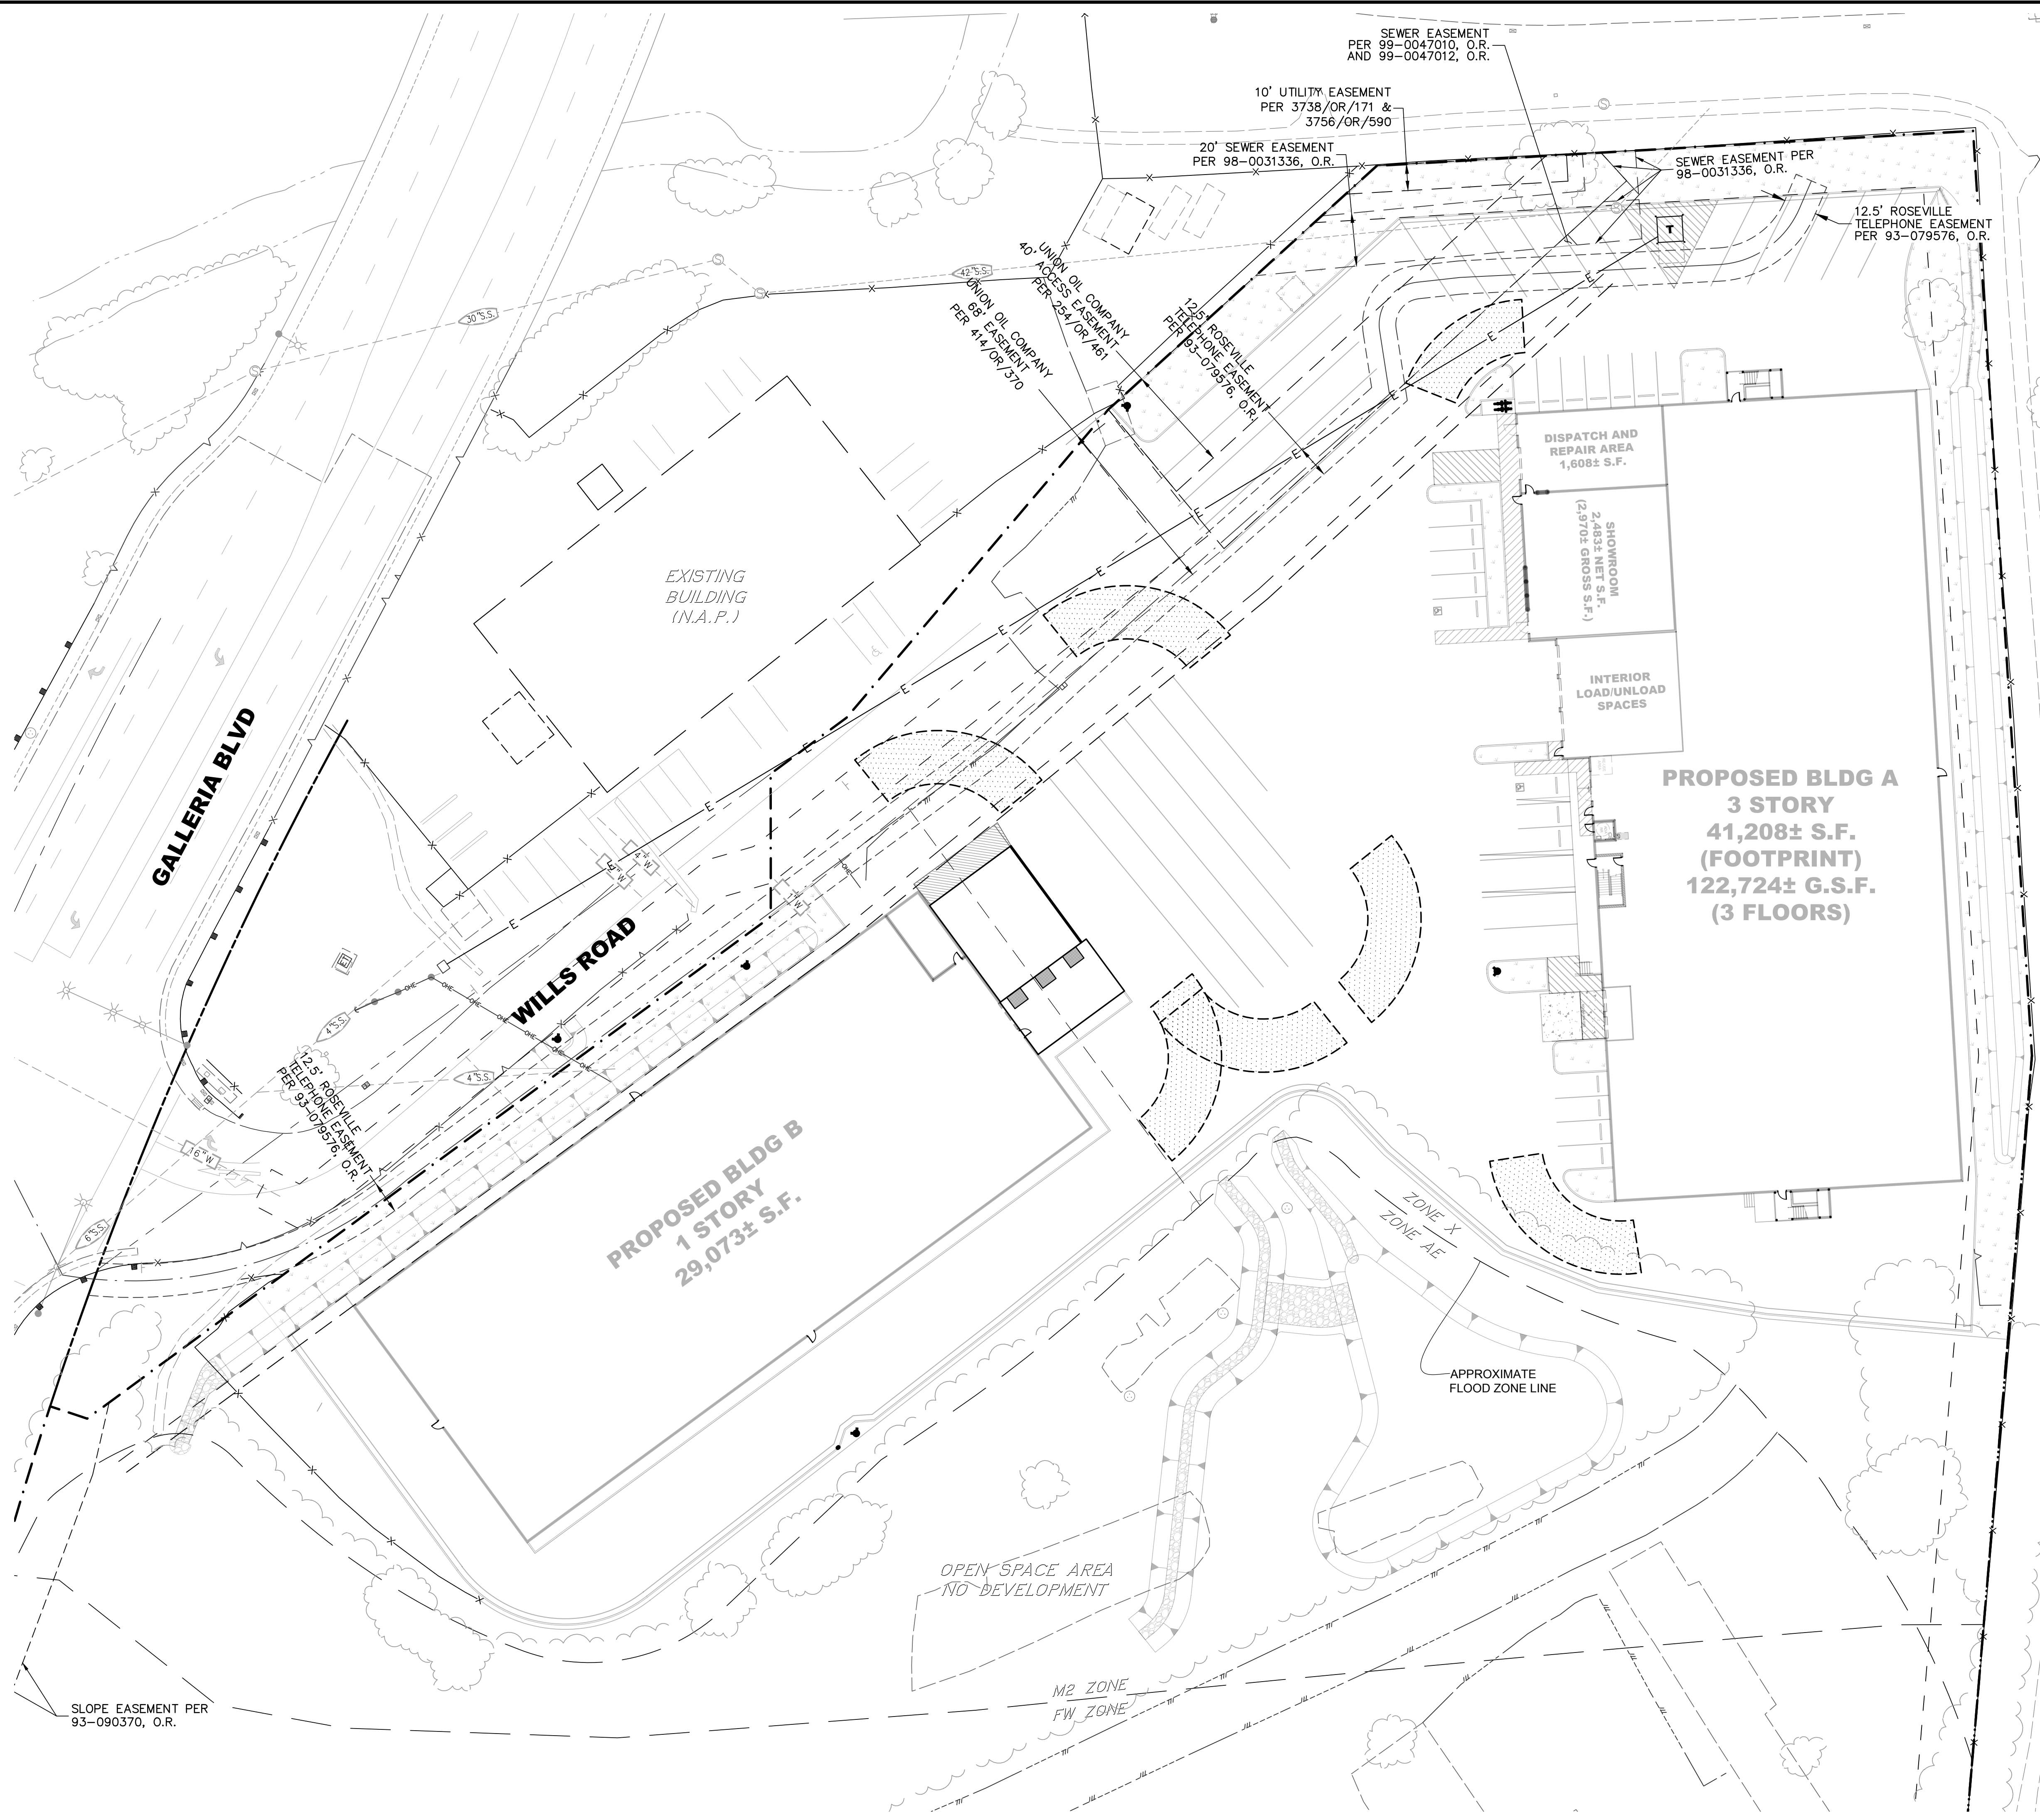 SEWER EASEMENT
PER 99-0047010, O.R.
AND 99-0047012, O.R.
10' UTILITY EASEMENT
PER 3738/OR/171 &
3756/OR/590
20' SEWER EASEMENT
PER 98-0031336, O.R.
SEWER EASEMENT PER
98-0031336, O.R.
12.5' ROSEVILLE
TELEPHONE EASEMENT
PER 93-079576, O.R.
T
42"S.S.
30"S.S.
UNION OIL COMPANY
40' ACCESS EASEMENT
PER 254/OR/461
UNION OIL COMPANY
68' EASEMENT
PER 414/OR/370
12.5' ROSEVILLE
TELEPHONE EASEMENT
PER 93-079576, O.R.
DISPATCH AND
REPAIR AREA
1,608± S.F.
SHOWROOM
2,483± NET S.F.
(2,970± GROSS S.F.)
INTERIOR
LOAD/UNLOAD
SPACES
EXISTING
BUILDING
(N.A.P.)
GALLERIA BLVD
WILLS ROAD
PROPOSED BLDG A
3 STORY
41,208± S.F.
(FOOTPRINT)
122,724± G.S.F.
(3 FLOORS)
4"W
4"S.S.
4"S.S.
12.5' ROSEVILLE
TELEPHONE EASEMENT
PER 93-079576, O.R.
16"W
6"S.S.
PROPOSED BLDG B
1 STORY
29,073± S.F.
ZONE X
ZONE AE
APPROXIMATE
FLOOD ZONE LINE
OPEN SPACE AREA
NO DEVELOPMENT
M2 ZONE
FW ZONE
SLOPE EASEMENT PER
93-090370, O.R.